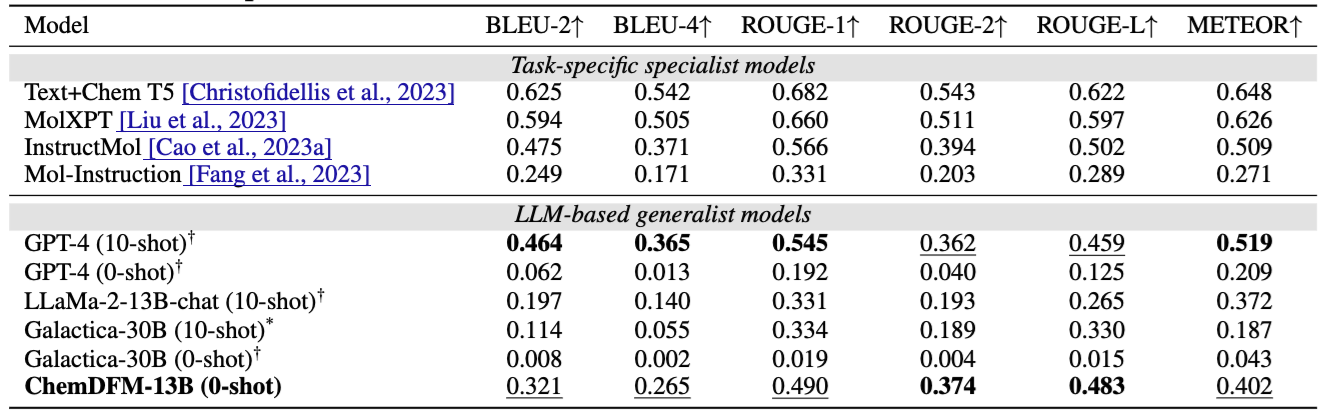 Model BLEU-2↑ BLEU-4↑ ROUGE-1↑ ROUGE-2↑ ROUGE-L↑ METEOR↑
Task-specific specialist models
Text+Chem T5 [Christofidellis et al., 2023] 0.625 0.542 0.682 0.543 0.622 0.648
MolXPT [Liu et al., 2023] 0.594 0.505 0.660 0.511 0.597 0.626
InstructMol [Cao et al., 2023a] 0.475 0.371 0.566 0.394 0.502 0.509
Mol-Instruction [Fang et al., 2023] 0.249 0.171 0.331 0.203 0.289 0.271
LLM-based generalist models
GPT-4 (10-shot)† 0.464 0.365 0.545 0.362 0.459 0.519
GPT-4 (0-shot)† 0.062 0.013 0.192 0.040 0.125 0.209
LLaMa-2-13B-chat (10-shot)† 0.197 0.140 0.331 0.193 0.265 0.372
Galactica-30B (10-shot)* 0.114 0.055 0.334 0.189 0.330 0.187
Galactica-30B (0-shot)† 0.008 0.002 0.019 0.004 0.015 0.043
ChemDFM-13B (0-shot) 0.321 0.265 0.490 0.374 0.483 0.402